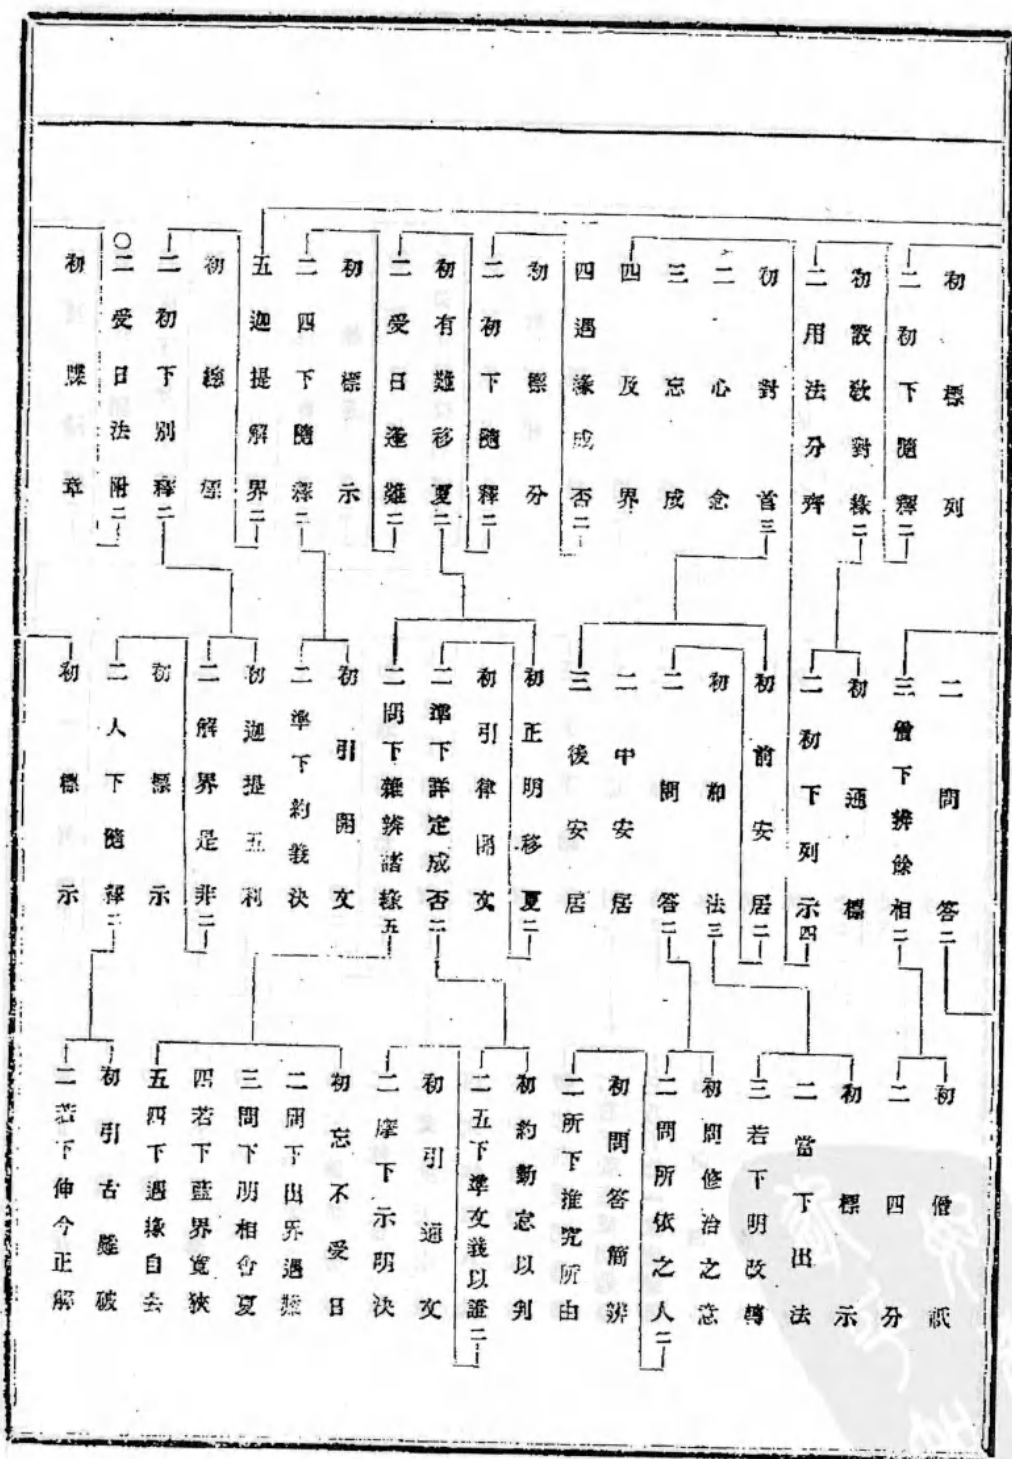 初標列
二初下隨釋二
初設教對緣二
二用法分齊
初對首三
二心念
三忘成
四及界
四遇緣成否二
初標分
二初下隨釋二
初有難移夏二
二受日逢難二
初標示
二四下隨釋二
五迦提解界二
初總標
二初下別釋二
〇二受日法附二
初牒章
二問答二
三僧下辨餘相二
初通標
二初下列示四
初前安居二
初和法三
二問答二
二中安居
三後安居
初正明移夏二
初引律開文
二準下詳定成否二
二問下雜辨諸緣五
初引開文
二準下約義決
初迦提五利
二解界是非二
初標示
二人下隨釋二
初標示
初僧祇
二四分
初標示
二當下出法
三若下明改轉
初問修治之意
二問所依之人二
初問答簡辨
二所下推究所由
初約勤怠以判
二五下準文義以證二
初引通文
二摩下示明決
初忘不受日
二問下出界遇難
三問下明相會夏
四若下藍界寬狹
五四下遇緣自去
初引古難破
二若下伸今正解